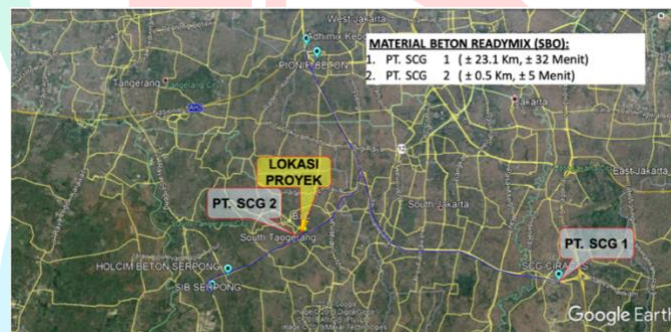 West Jakarta
Adhimix
PIONIR BETON
MATERIAL BETON READYMIX (SBO):
1. PT. SCG 1 ( ± 23.1 Km, ± 32 Menit)
2. PT. SCG 2 ( ± 0.5 Km, ± 5 Menit)
Tangerang
Jakarta
LOKASI
PROYEK
East Jakarta
PT. SCG 2
South Jakarta
South Tangerang
PT. SCG 1
HOLCIM BETON SERPONG
SCG
SIB SERPONG
Google Earth